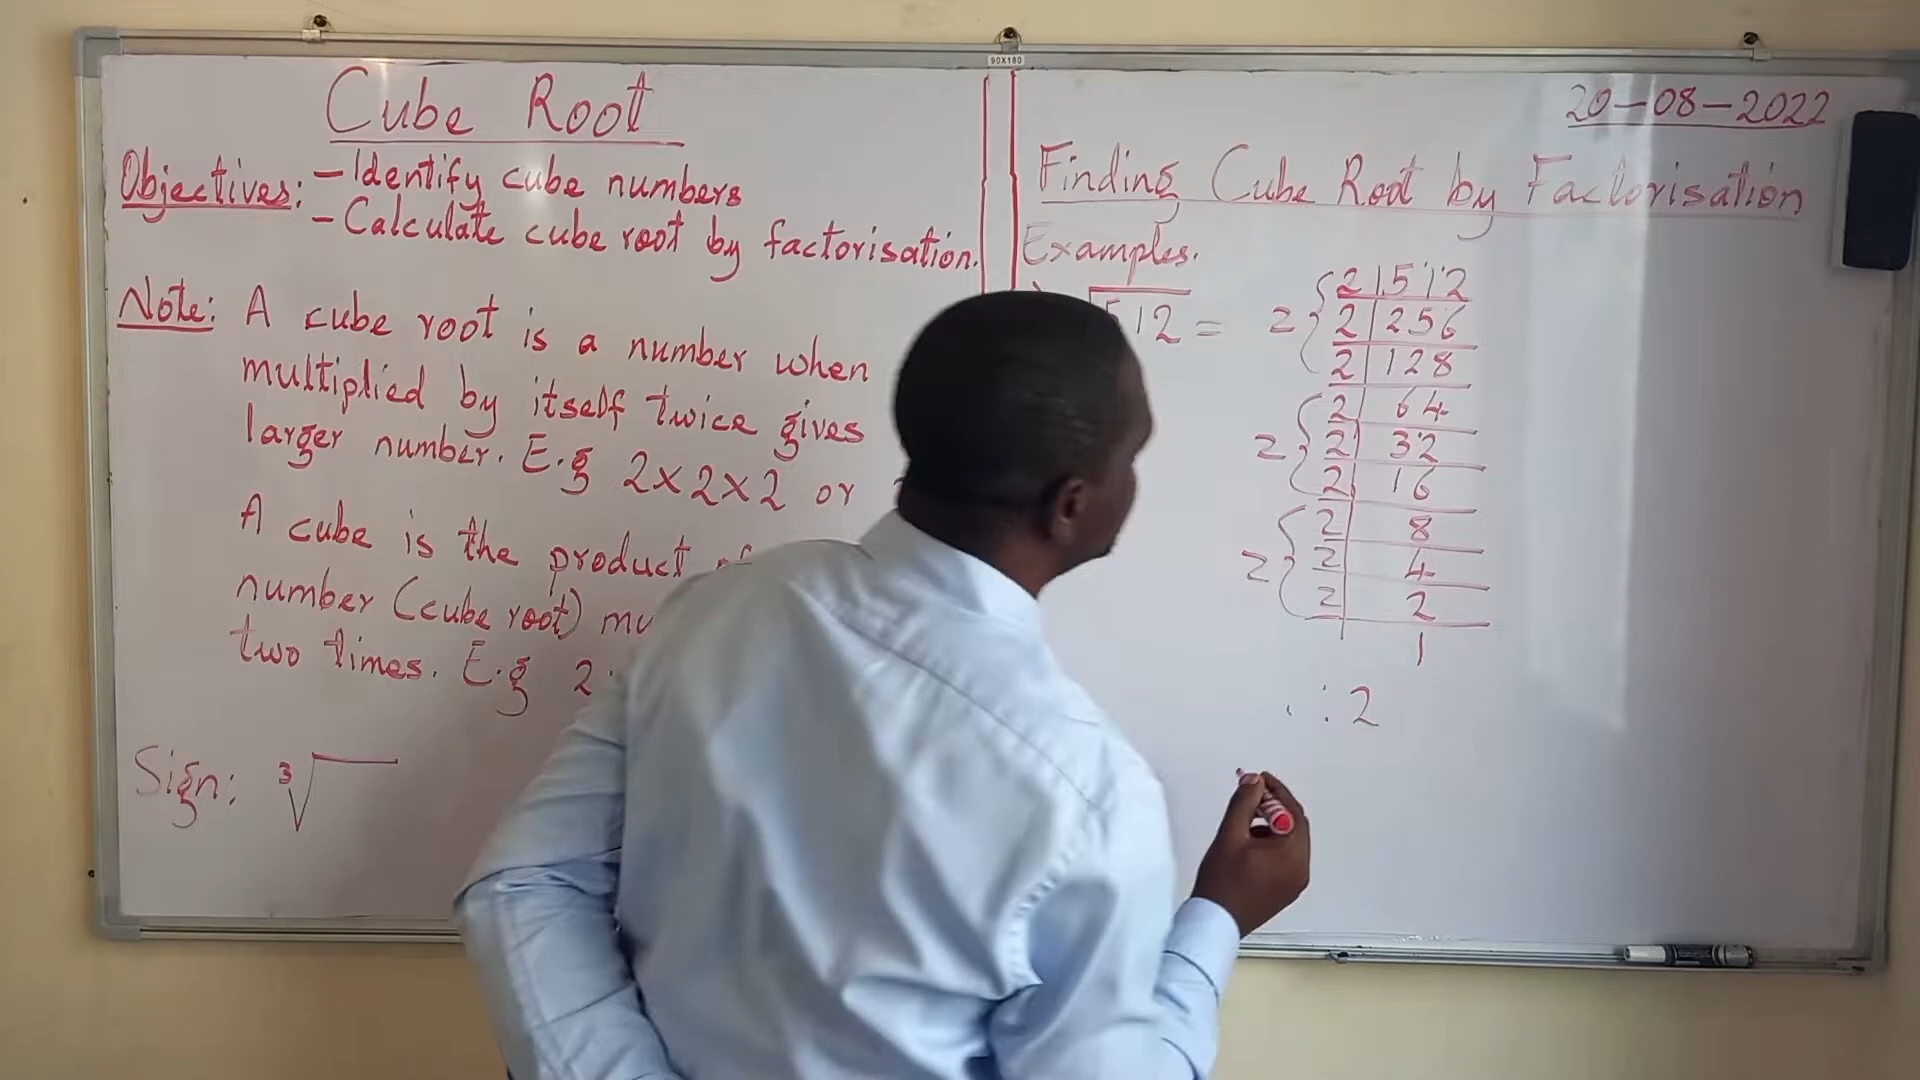 90X180
Cube Root
Objectives: - Identify cube numbers
- Calculate cube root by factorisation.
Note: A cube root is a number when
multiplied by itself twice gives
larger number. E.g 2×2×2 or
A cube is the product
number (cube root)
two times. E.g 2
Sign: ³√
20-08-2022
Finding Cube Root by Factorisation
Examples.
512 =
2 { 2 | 512
2 | 256
2 | 128
2 { 2 | 64
2 | 32
2 | 16
2 { 2 | 8
2 | 4
2 | 2
1
∴ 2